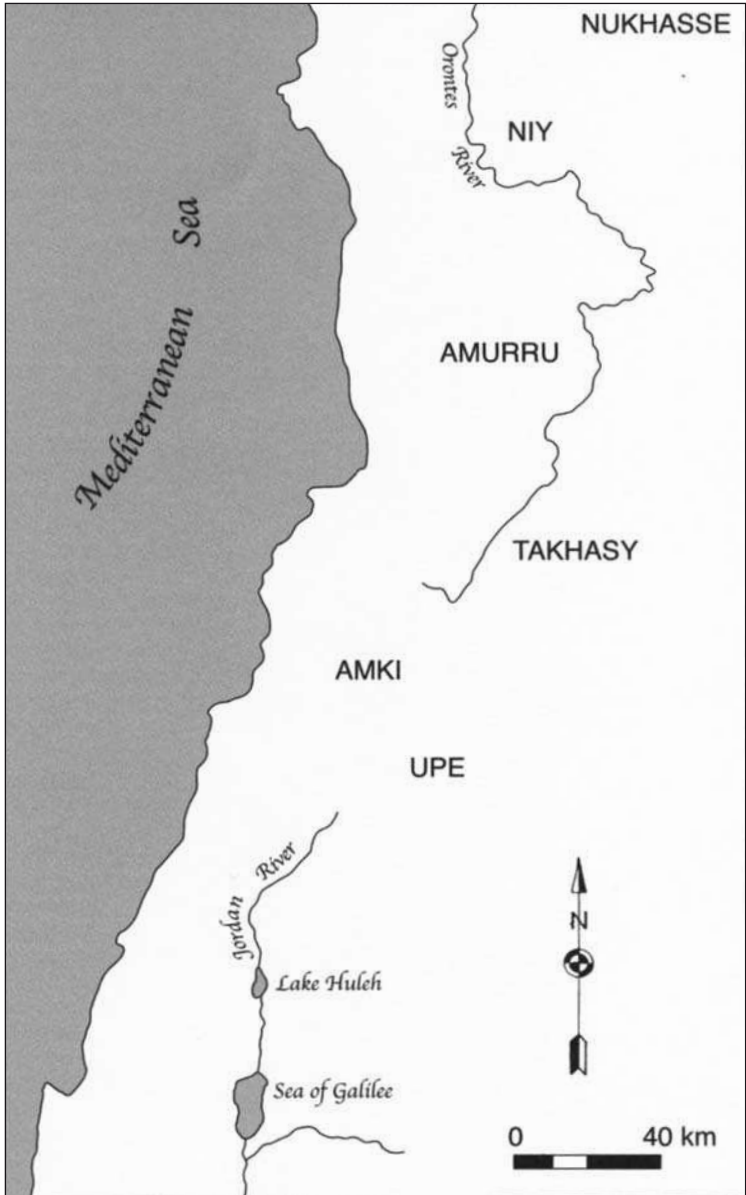 NUKHASSE
Orontes
River
NIY
Mediterranean Sea
AMURRU
TAKHASY
AMKI
UPE
Jordan River
N
Lake Huleh
Sea of Galilee
0 40 km